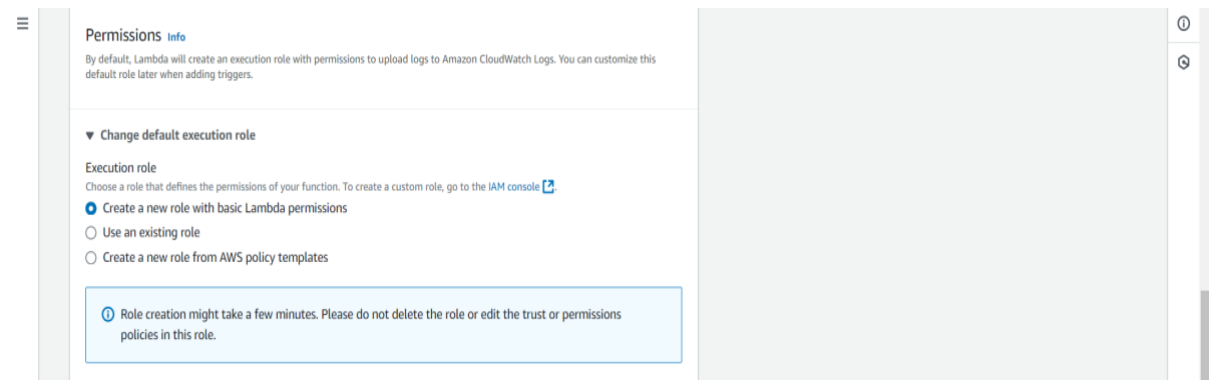 Permissions Info
By default, Lambda will create an execution role with permissions to upload logs to Amazon CloudWatch Logs. You can customize this
default role later when adding triggers.
Change default execution role
Execution role
Choose a role that defines the permissions of your function. To create a custom role, go to the IAM console.
Create a new role with basic Lambda permissions
Use an existing role
Create a new role from AWS policy templates
Role creation might take a few minutes. Please do not delete the role or edit the trust or permissions
policies in this role.